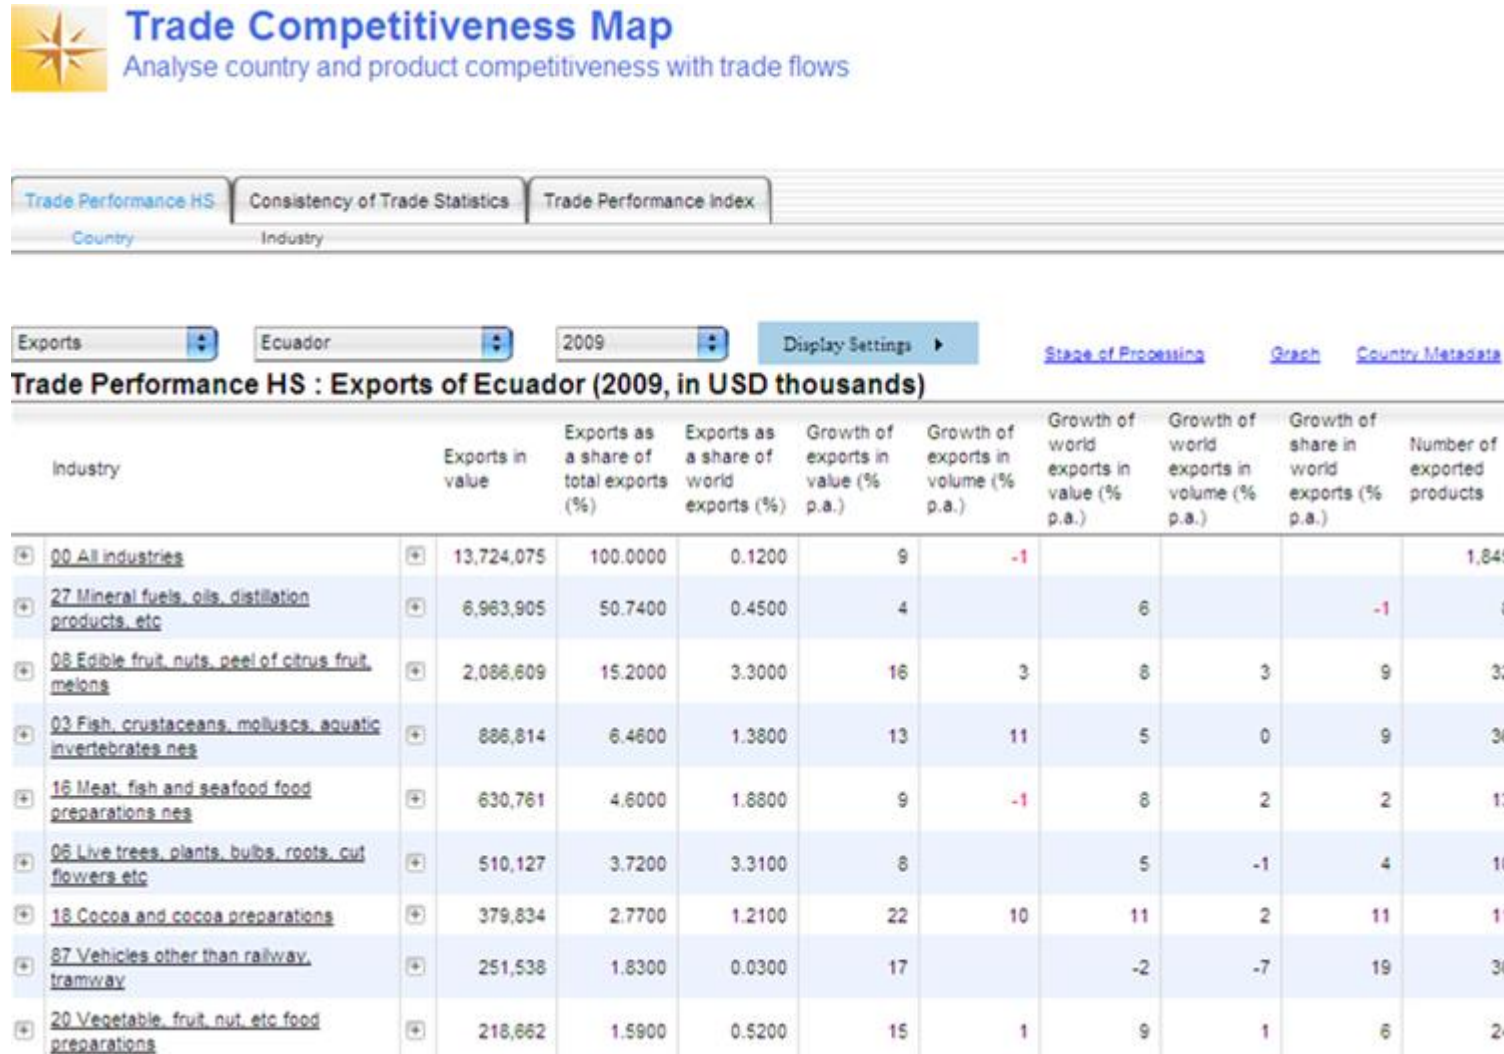 Trade Competitiveness Map
Analyse country and product competitiveness with trade flows
Trade Performance HS Consistency of Trade Statistics Trade Performance Index
Country Industry
Exports Ecuador 2009 Display Settings Stage of Processing Graph Country Metadata
Trade Performance HS : Exports of Ecuador (2009, in USD thousands)
Industry
Exports in
value
Exports as
a share of
total exports
(%)
Exports as
a share of
world
exports (%)
Growth of
exports in
value (%
p.a.)
Growth of
exports in
volume (%
p.a.)
Growth of
world
exports in
value (%
p.a.)
Growth of
world
exports in
volume (%
p.a.)
Growth of
share in
world
exports (%
p.a.)
Number of
exported
products
00 All industries 13,724,075 100.0000 0.1200 9 -1
27 Mineral fuels, oils, distillation
products, etc 6,963,905 50.7400 0.4500 4 6 -1
08 Edible fruit, nuts, peel of citrus fruit,
melons 2,086,609 15.2000 3.3000 16 3 8 3 9
03 Fish, crustaceans, molluscs, aquatic
invertebrates nes 886,814 6.4600 1.3800 13 11 5 0 9
16 Meat, fish and seafood food
preparations nes 630,761 4.6000 1.8800 9 -1 8 2 2
06 Live trees, plants, bulbs, roots, cut
flowers etc 510,127 3.7200 3.3100 8 5 -1 4
18 Cocoa and cocoa preparations 379,834 2.7700 1.2100 22 10 11 2 11
87 Vehicles other than railway,
tramway 251,538 1.8300 0.0300 17 -2 -7 19
20 Vegetable, fruit, nut, etc food
preparations 218,662 1.5900 0.5200 15 1 9 1 6